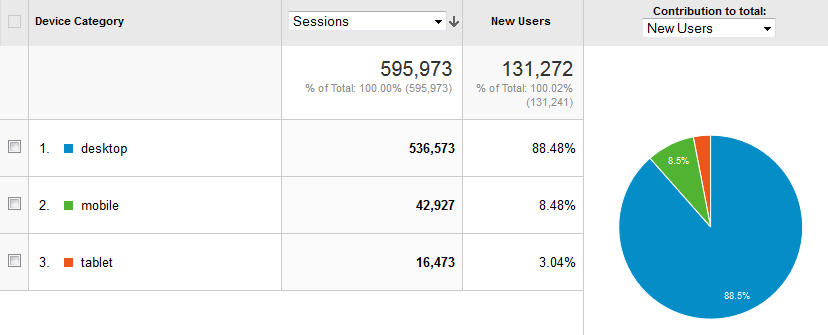 Device Category
Sessions
New Users
Contribution to total:
New Users
595,973
% of Total: 100.00% (595,973)
131,272
% of Total: 100.02%
(131,241)
1. desktop 536,573 88.48%
2. mobile 42,927 8.48%
3. tablet 16,473 3.04%
8.5%
88.5%